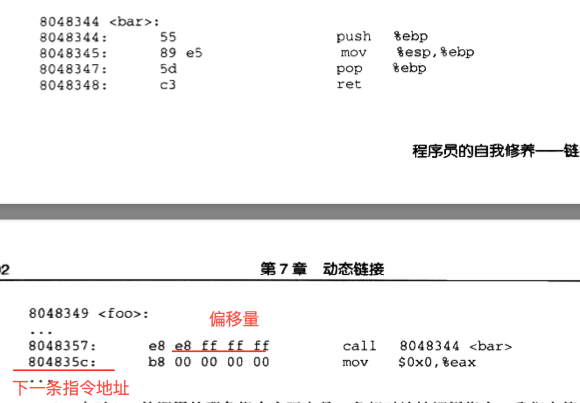 8048344 <bar>:
8048344: 55 push %ebp
8048345: 89 e5 mov %esp,%ebp
8048347: 5d pop %ebp
8048348: c3 ret
程序员的自我修养——链
02
第 7 章 动态链接
8048349 <foo>:
...
偏移量
8048357: e8 e8 ff ff ff call 8048344 <bar>
804835c: b8 00 00 00 00 mov $0x0,%eax
...
下一条指令地址